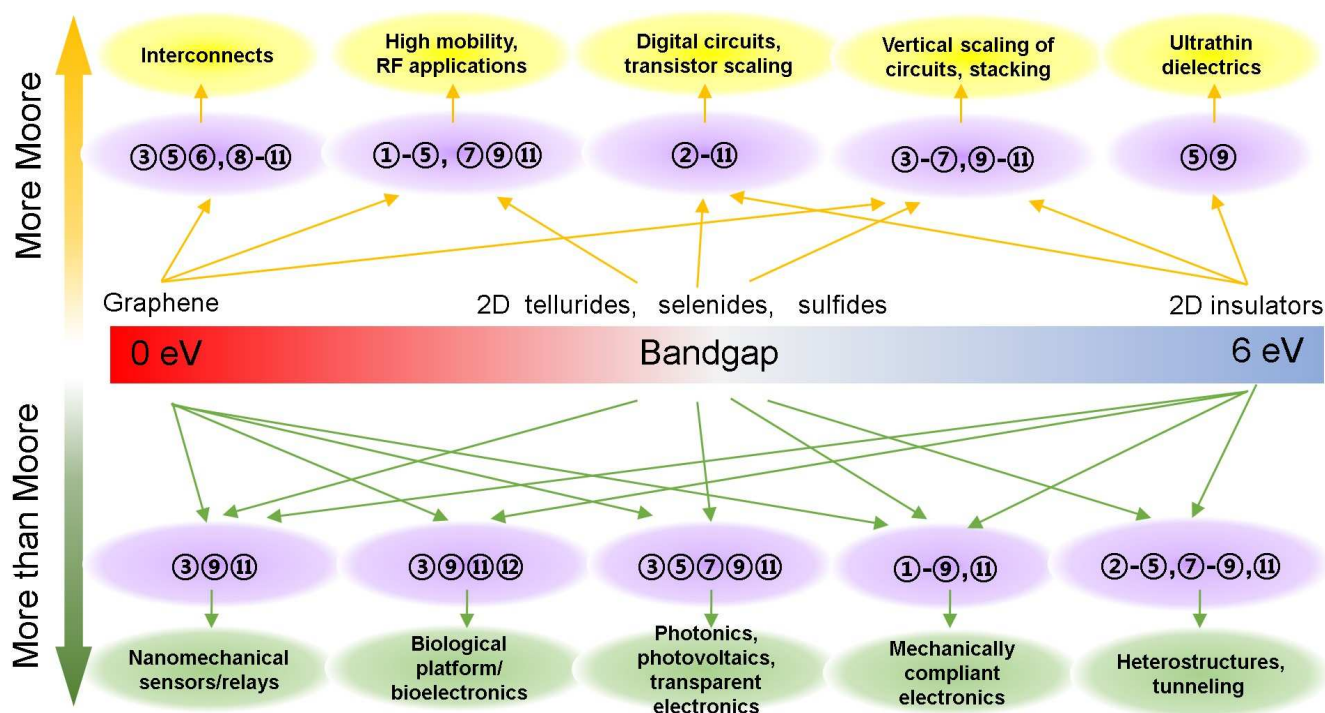 More Moore
Interconnects
High mobility,
RF applications
Digital circuits,
transistor scaling
Vertical scaling of
circuits, stacking
Ultrathin
dielectrics
③⑤⑥,⑧-⑪
①-⑤, ⑦⑨⑪
②-⑪
③-⑦,⑨-⑪
⑤⑨
Graphene
2D tellurides, selenides, sulfides
2D insulators
0 eV
Bandgap
6 eV
More than Moore
③⑨⑪
③⑨⑪⑫
③⑤⑦⑨⑪
①-⑨,⑪
②-⑤,⑦-⑨,⑪
Nanomechanical
sensors/relays
Biological
platform/
bioelectronics
Photonics,
photovoltaics,
transparent
electronics
Mechanically
compliant
electronics
Heterostructures,
tunneling